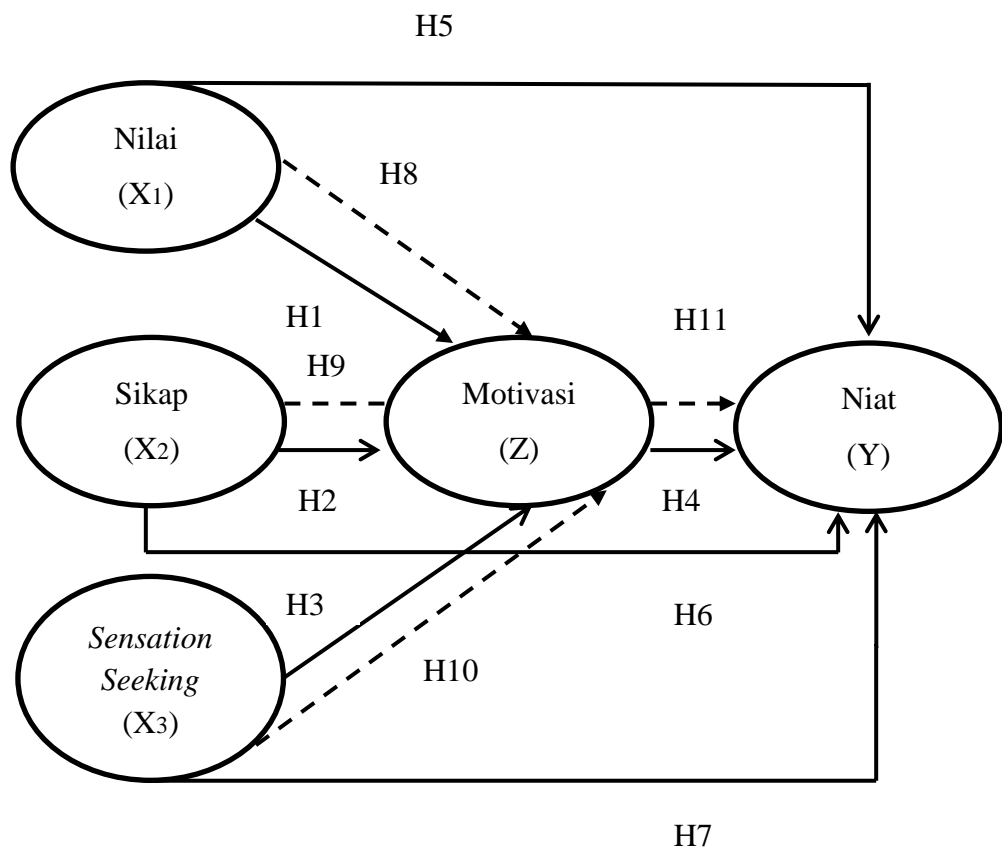 H5
Nilai
(X1)
H8
H1
H11
H9
Sikap
(X2)
Motivasi
(Z)
Niat
(Y)
H2
H4
H3
H6
Sensation
Seeking
(X3)
H10
H7